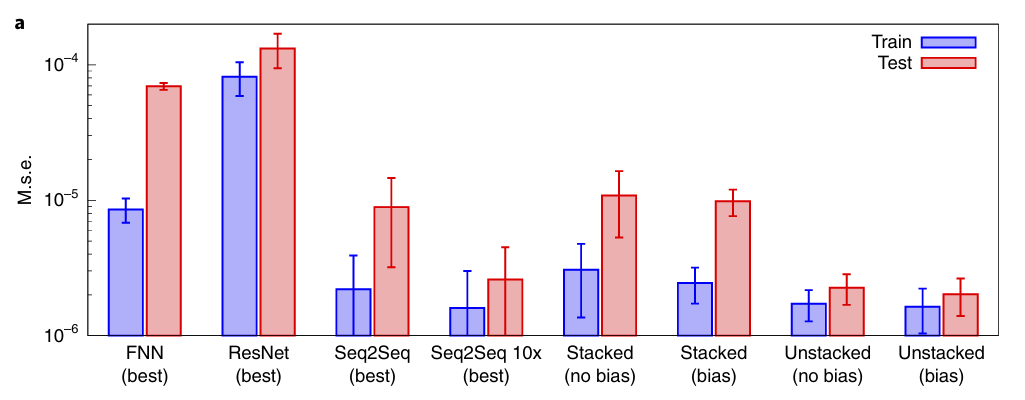 a
Train
Test
M.s.e.
10⁻⁴
10⁻⁵
10⁻⁶
FNN
(best)
ResNet
(best)
Seq2Seq
(best)
Seq2Seq 10x
(best)
Stacked
(no bias)
Stacked
(bias)
Unstacked
(no bias)
Unstacked
(bias)